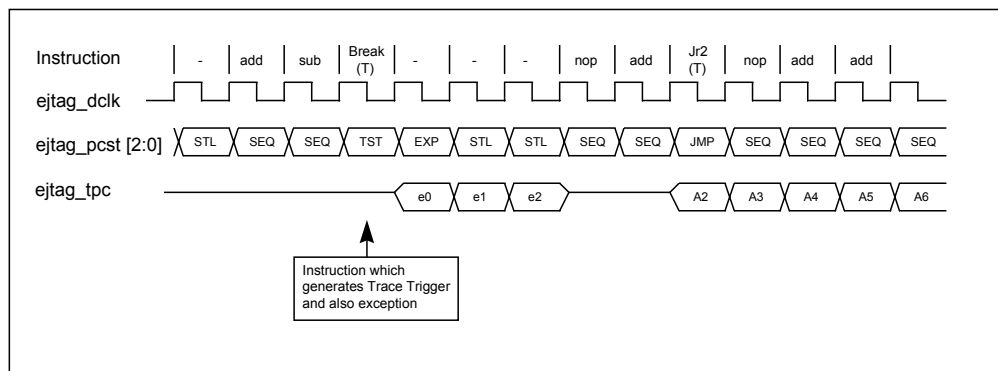 Instruction - add sub Break (T) - - - nop add Jr2 (T) nop add add
ejtag_dclk
ejtag_pcst [2:0] STL SEQ SEQ TST EXP STL STL SEQ SEQ JMP SEQ SEQ SEQ SEQ
ejtag_tpc e0 e1 e2 A2 A3 A4 A5 A6
Instruction which
generates Trace Trigger
and also exception